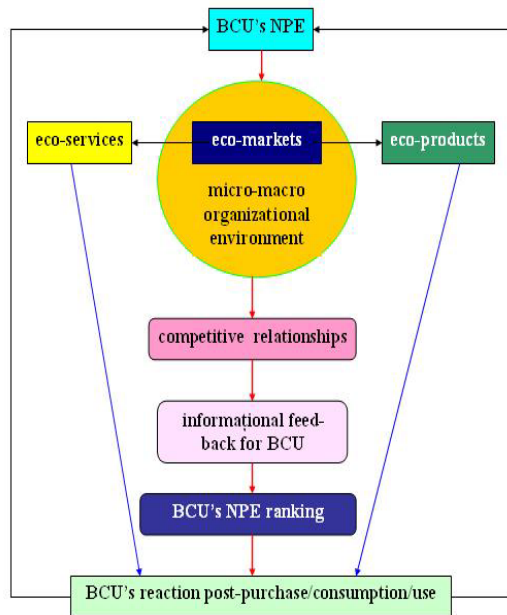 BCU's NPE
eco-services
eco-markets
eco-products
micro-macro
organizational
environment
competitive relationships
informational feed-
back for BCU
BCU's NPE ranking
BCU's reaction post-purchase/consumption/use